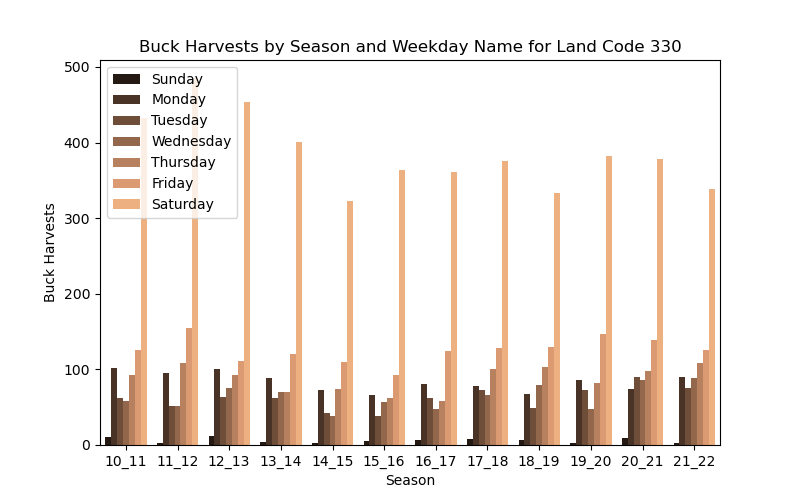 Buck Harvests by Season and Weekday Name for Land Code 330
500
400
300
200
100
0
Buck Harvests
Sunday
Monday
Tuesday
Wednesday
Thursday
Friday
Saturday
10_11 11_12 12_13 13_14 14_15 15_16 16_17 17_18 18_19 19_20 20_21 21_22
Season